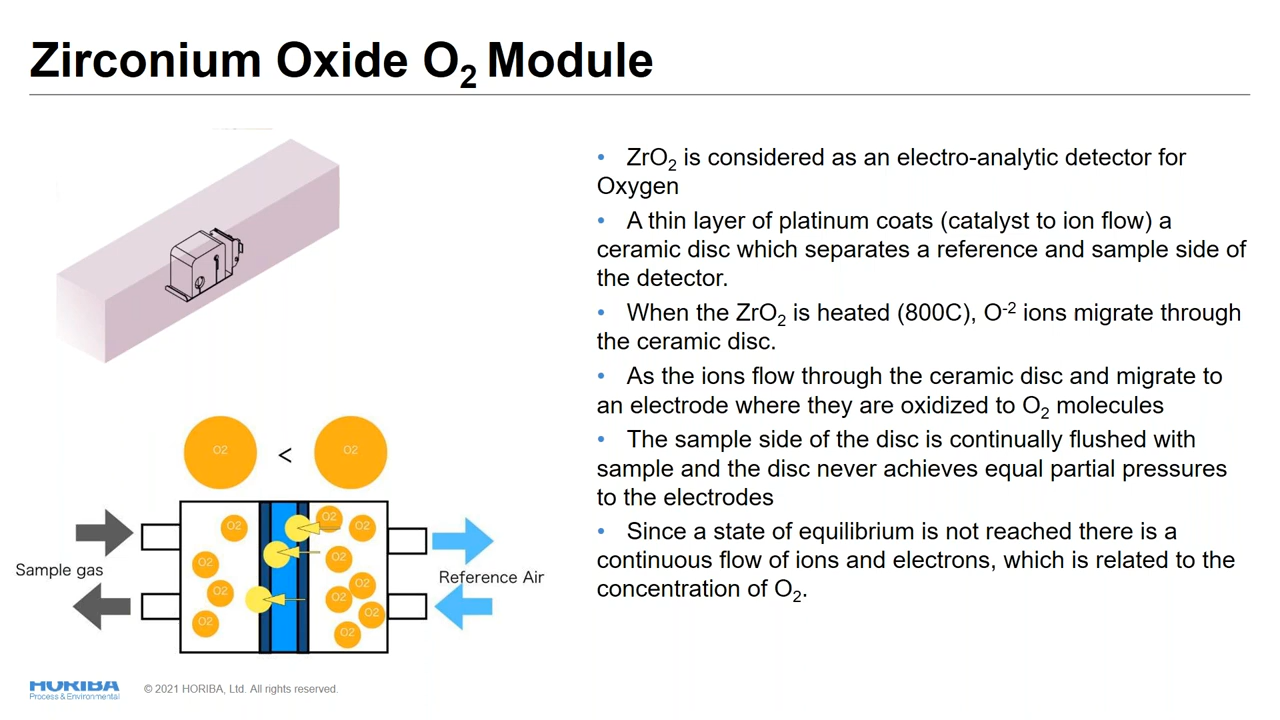 Zirconium Oxide O₂ Module
• ZrO₂ is considered as an electro-analytic detector for
Oxygen
• A thin layer of platinum coats (catalyst to ion flow) a
ceramic disc which separates a reference and sample side of
the detector.
• When the ZrO₂ is heated (800C), O⁻² ions migrate through
the ceramic disc.
• As the ions flow through the ceramic disc and migrate to
an electrode where they are oxidized to O₂ molecules
• The sample side of the disc is continually flushed with
sample and the disc never achieves equal partial pressures
to the electrodes
• Since a state of equilibrium is not reached there is a
continuous flow of ions and electrons, which is related to the
concentration of O₂.
O2 < O2
O2
O2
O2
O2
O2
O2
O2
O2
O2
O2
O2
O2
Sample gas
Reference Air
HORIBA
Process & Environmental
© 2021 HORIBA, Ltd. All rights reserved.